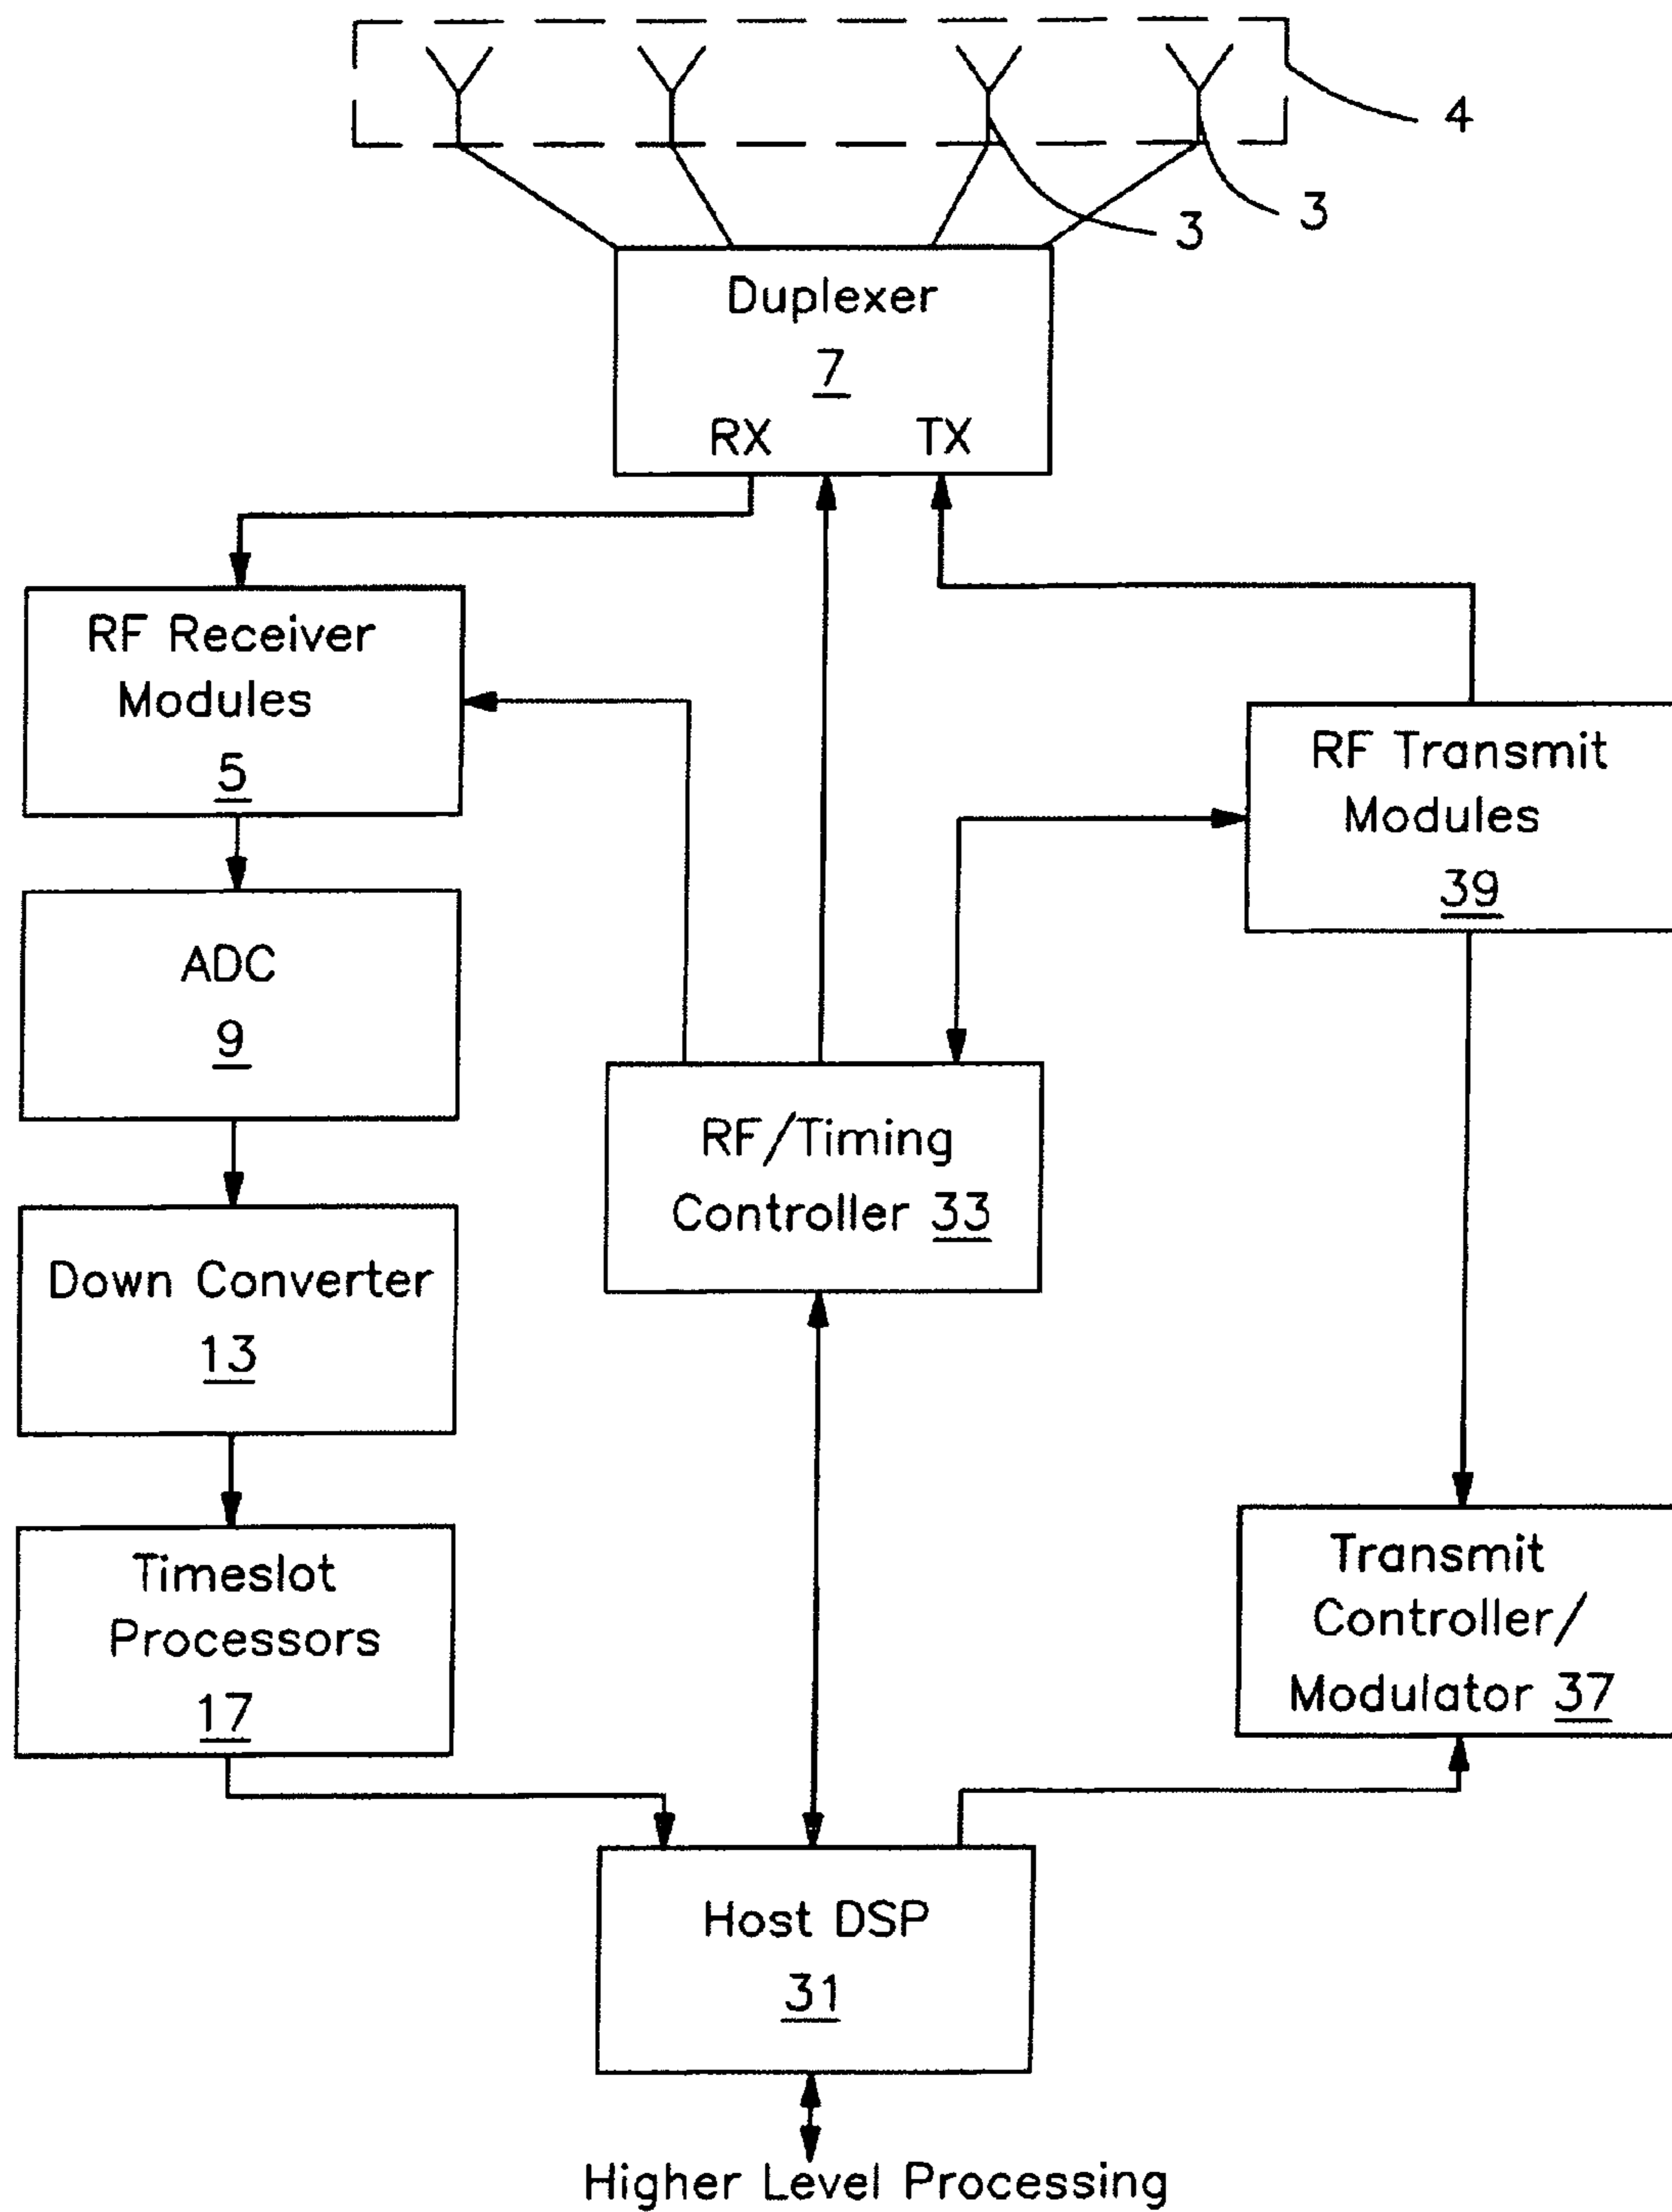 4
3
3
Duplexer
7
RX TX
RF Receiver
Modules
5
RF Transmit
Modules
39
ADC
9
RF/Timing
Controller 33
Down Converter
13
Timeslot
Processors
17
Transmit
Controller/
Modulator 37
Host DSP
31
Higher Level Processing